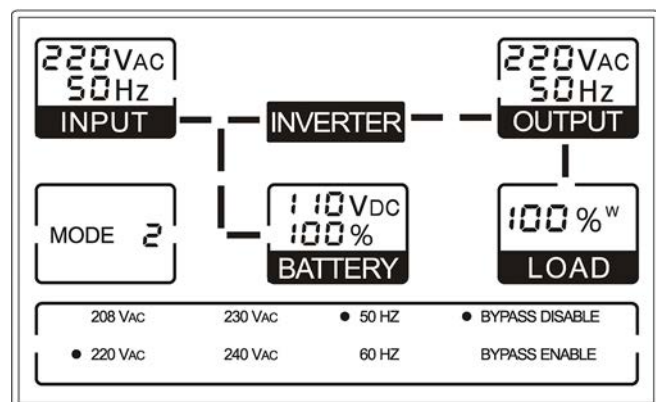 220VAC
50Hz
INPUT
INVERTER
220VAC
50Hz
OUTPUT
MODE 2
110VDC
100%
BATTERY
100%W
LOAD
208 VAC 230 VAC • 50 HZ • BYPASS DISABLE
• 220 VAC 240 VAC 60 HZ BYPASS ENABLE